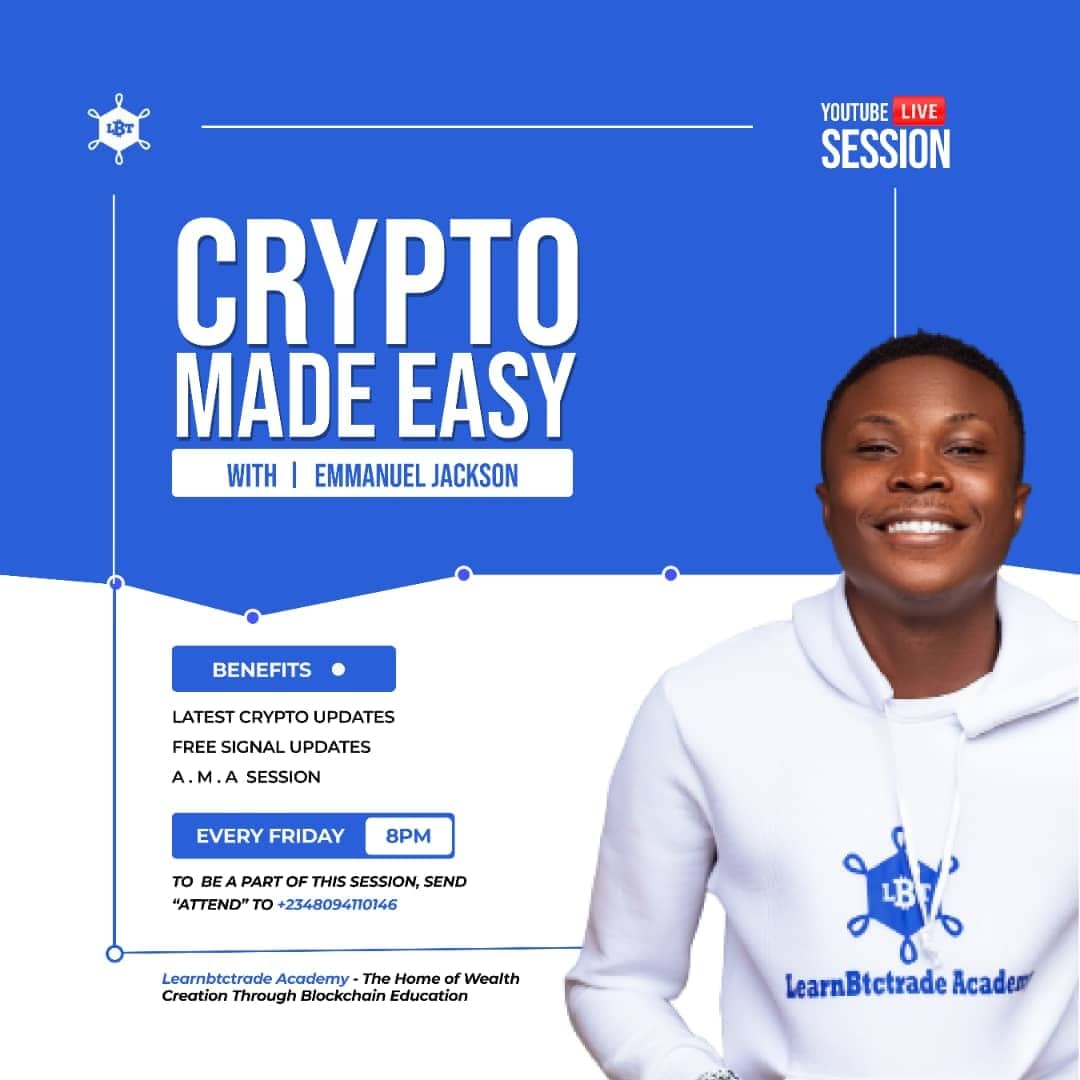 LBT
YOUTUBE LIVE
SESSION
CRYPTO
MADE EASY
WITH | EMMANUEL JACKSON
BENEFITS
LATEST CRYPTO UPDATES
FREE SIGNAL UPDATES
A . M . A SESSION
EVERY FRIDAY 8PM
TO BE A PART OF THIS SESSION, SEND
“ATTEND” TO +2348094110146
Learnbtctrade Academy - The Home of Wealth
Creation Through Blockchain Education
LBT
LearnBtctrade Academ